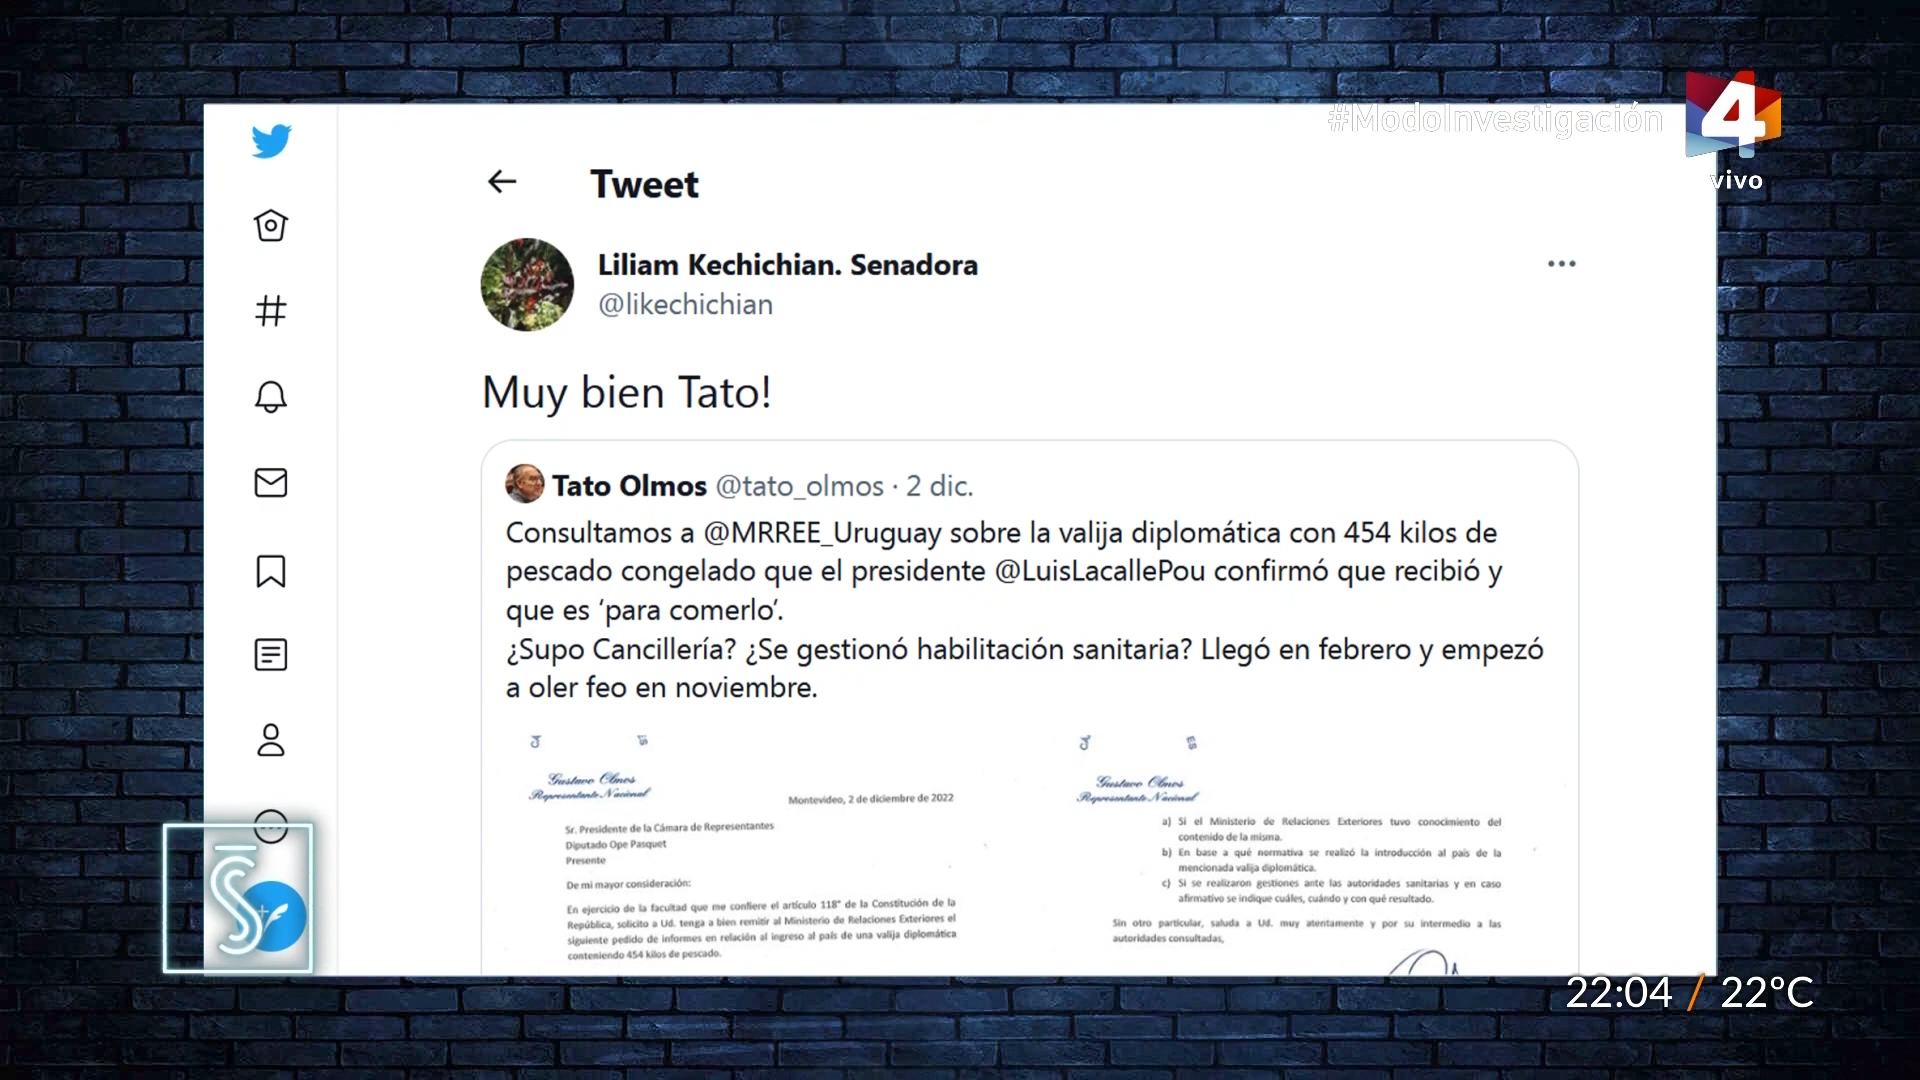 #ModoInvestigación
4
vivo
Tweet
Liliam Kechichian. Senadora
@likechichian
Muy bien Tato!
Tato Olmos @tato_olmos · 2 dic.
Consultamos a @MRREE_Uruguay sobre la valija diplomática con 454 kilos de
pescado congelado que el presidente @LuisLacallePou confirmó que recibió y
que es ‘para comerlo’.
¿Supo Cancillería? ¿Se gestionó habilitación sanitaria? Llegó en febrero y empezó
a oler feo en noviembre.
Gustavo Olmos
Representante Nacional
Montevideo, 2 de diciembre de 2022
Sr. Presidente de la Cámara de Representantes
Diputado Ope Pasquet
Presente
De mi mayor consideración:
En ejercicio de la facultad que me confiere el artículo 118° de la Constitución de la
República, solicito a Ud. tenga a bien remitir al Ministerio de Relaciones Exteriores el
siguiente pedido de informes en relación al ingreso al país de una valija diplomática
conteniendo 454 kilos de pescado.
Gustavo Olmos
Representante Nacional
a) Si el Ministerio de Relaciones Exteriores tuvo conocimiento del
contenido de la misma.
b) En base a qué normativa se realizó la introducción al país de la
mencionada valija diplomática.
c) Si se realizaron gestiones ante las autoridades sanitarias y en caso
afirmativo se indique cuáles, cuándo y con qué resultado.
Sin otro particular, saluda a Ud. muy atentamente y por su intermedio a las
autoridades consultadas,
S
22:04 / 22°C